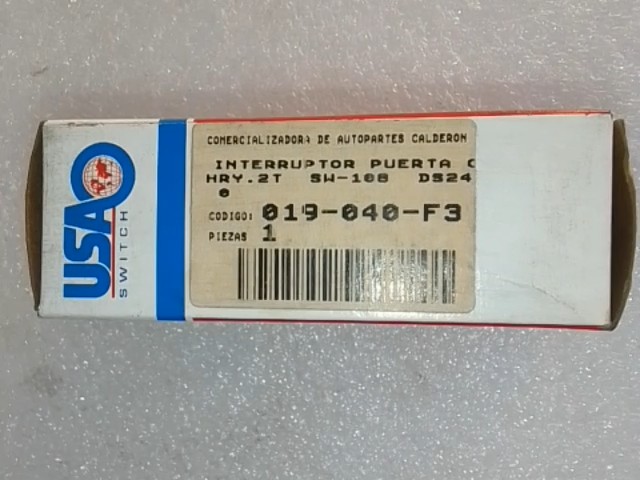 USA
SWITCH
COMERCIALIZADORA DE AUTOPARTES CALDERON
INTERRUPTOR PUERTA C
HRY.2T SW-108 DS24
0
CODIGO: 019-040-F3
PIEZAS 1